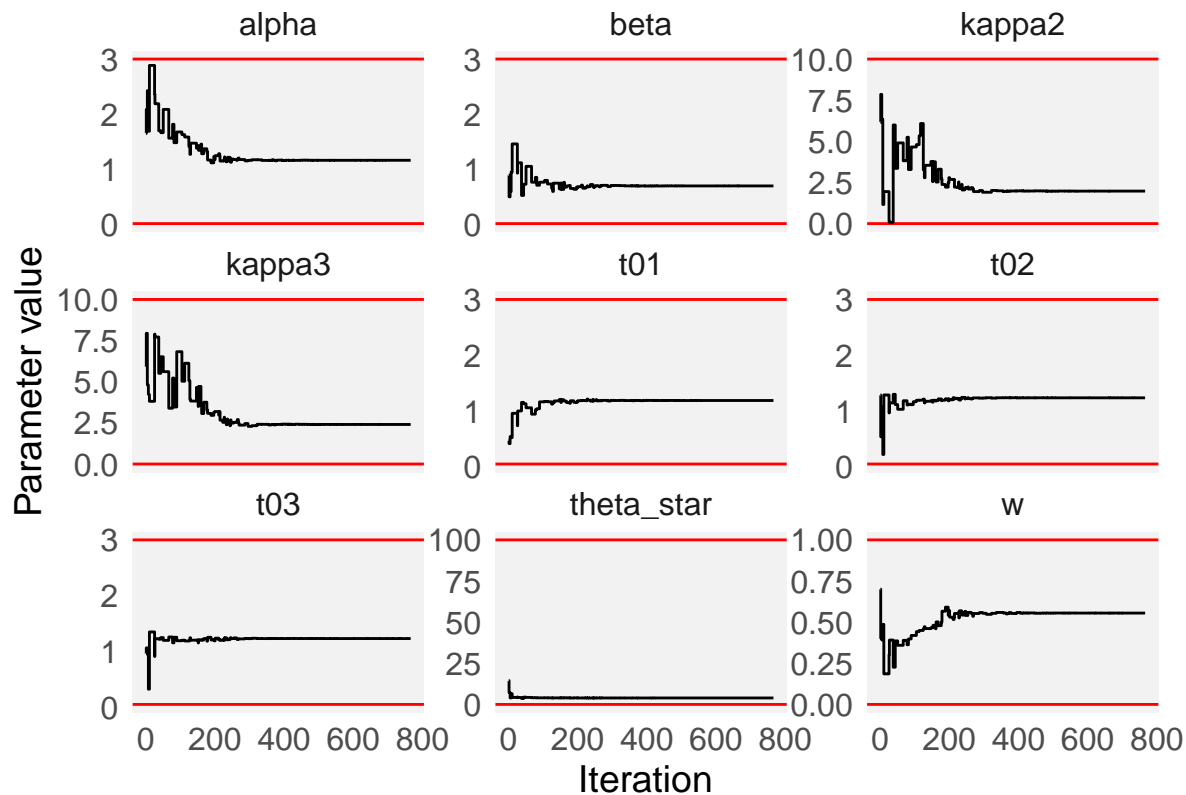 alpha beta kappa2
3 3 10.0
2 2 7.5
5.0
1 1 2.5
0 0 0.0
kappa3 t01 t02
10.0 3 3
7.5 2 2
5.0
2.5 1 1
0.0 0 0
t03 theta_star w
3 100 1.00
2 75 0.75
50 0.50
1 25 0.25
0 0 0.00
0 200 400 600 800 0 200 400 600 800 0 200 400 600 800
Iteration
Parameter value